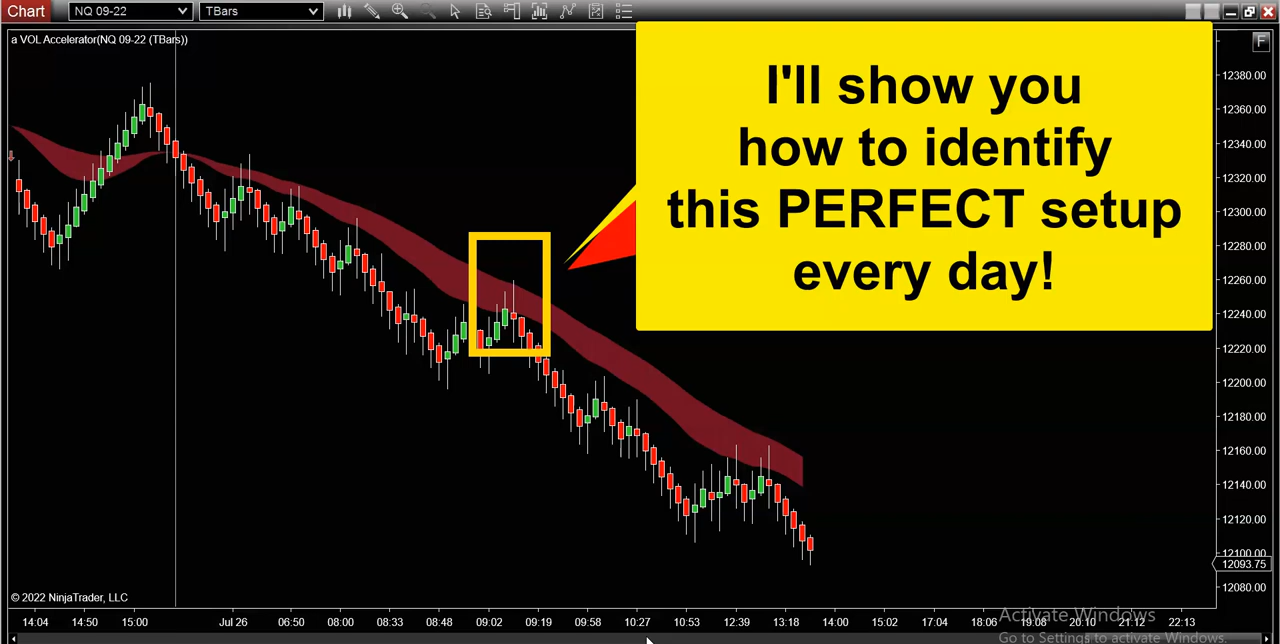 Chart NQ 09-22 TBars
a VOL Accelerator(NQ 09-22 (TBars))
F
I'll show you
how to identify
this PERFECT setup
every day!
12380.00
12360.00
12340.00
12320.00
12300.00
12280.00
12260.00
12240.00
12220.00
12200.00
12180.00
12160.00
12140.00
12120.00
12100.00
12093.75
12080.00
© 2022 NinjaTrader, LLC
14:04 14:50 15:00 Jul 26 06:50 08:00 08:33 08:48 09:02 09:19 09:58 10:27 10:53 12:39 13:18 14:00 15:02 17:04 18:06 19:08 20:10 21:12 22:13
Activate Windows
Go to Settings to activate Windows.